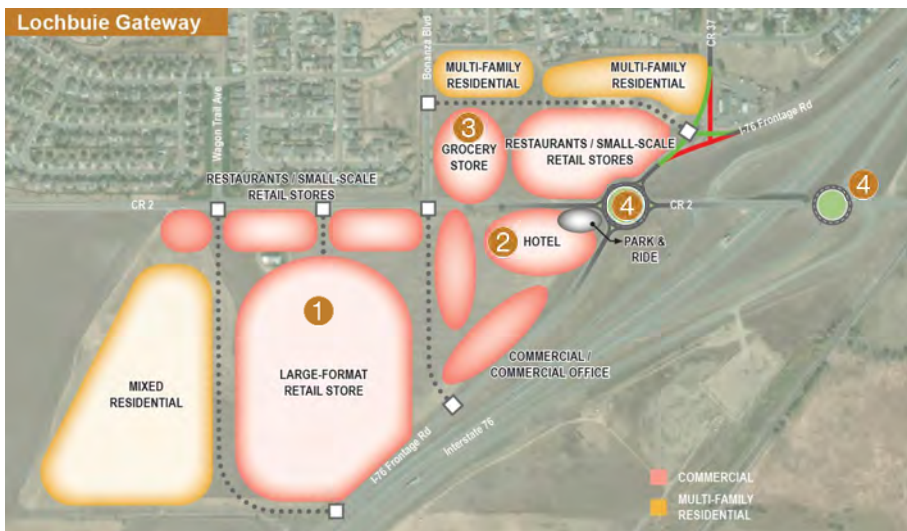 Lochbuie Gateway
MULTI-FAMILY
RESIDENTIAL
MULTI-FAMILY
RESIDENTIAL
CR 37
Bonanza Blvd
Wagon Trail Ave
I-76 Frontage Rd
3
GROCERY
STORE
RESTAURANTS / SMALL-SCALE
RETAIL STORES
RESTAURANTS / SMALL-SCALE
RETAIL STORES
CR 2
4
CR 2
4
2
HOTEL
PARK &
RIDE
1
LARGE-FORMAT
RETAIL STORE
MIXED
RESIDENTIAL
COMMERCIAL /
COMMERCIAL OFFICE
I-76 Frontage Rd
Interstate 76
COMMERCIAL
MULTI-FAMILY
RESIDENTIAL